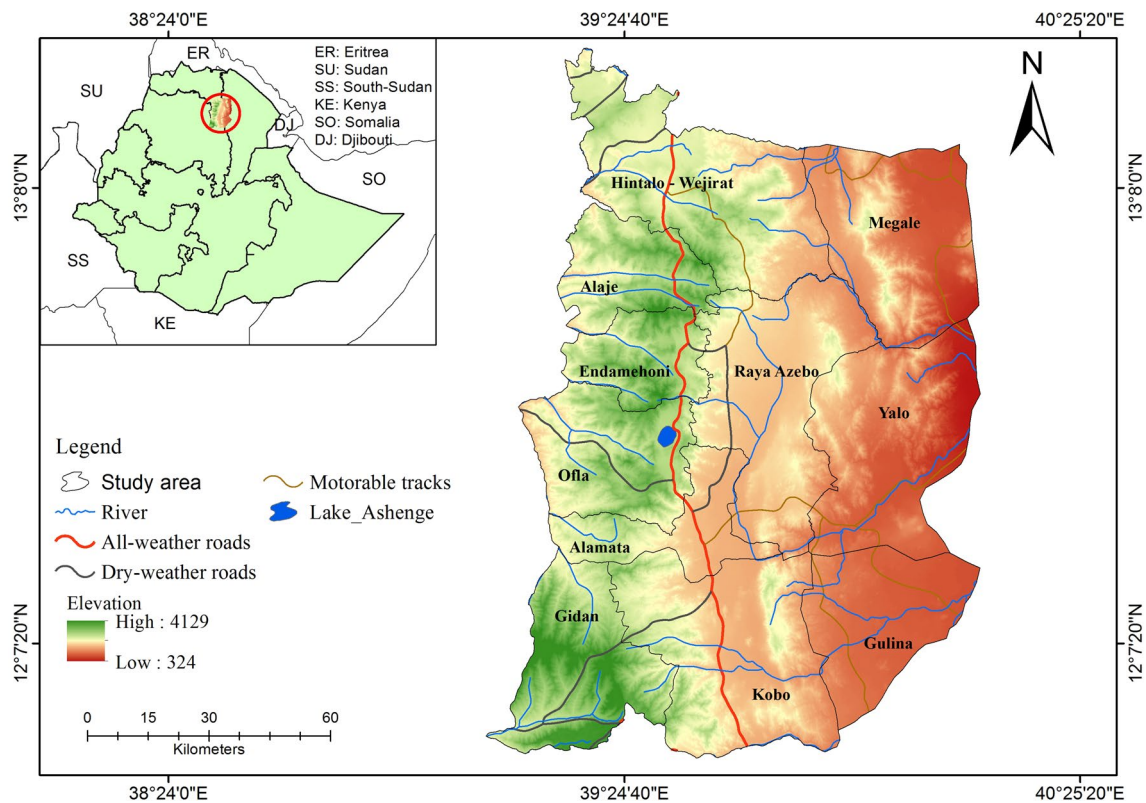 38°24'0"E
39°24'40"E
40°25'20"E
13°8'0"N
12°7'20"N
ER
SU
SS
KE
SO
DJ
ER: Eritrea
SU: Sudan
SS: South-Sudan
KE: Kenya
SO: Somalia
DJ: Djibouti
N
Hintalo - Wejirat
Megale
Alaje
Endamehoni
Raya Azebo
Yalo
Ofla
Alamata
Gidan
Gulina
Kobo
Legend
Study area
River
All-weather roads
Dry-weather roads
Motorable tracks
Lake_Ashenge
Elevation
High : 4129
Low : 324
0 15 30 60
Kilometers
13°8'0"N
12°7'20"N
38°24'0"E
39°24'40"E
40°25'20"E